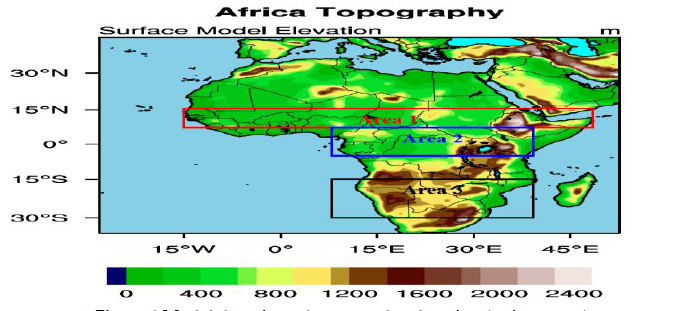 Africa Topography
Surface Model Elevation m
30°N
15°N
0°
15°S
30°S
Area 1
Area 2
Area 3
15°W 0° 15°E 30°E 45°E
0 400 800 1200 1600 2000 2400